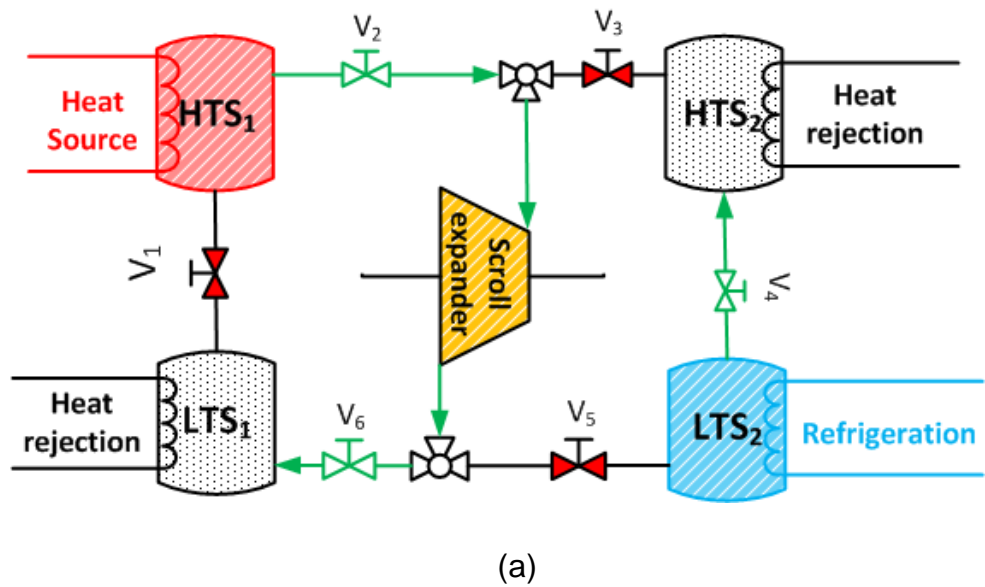 V2
V3
Heat
Source
HTS1
HTS2
Heat
rejection
V1
Scroll
expander
V4
Heat
rejection
LTS1
V6
V5
LTS2
Refrigeration
(a)